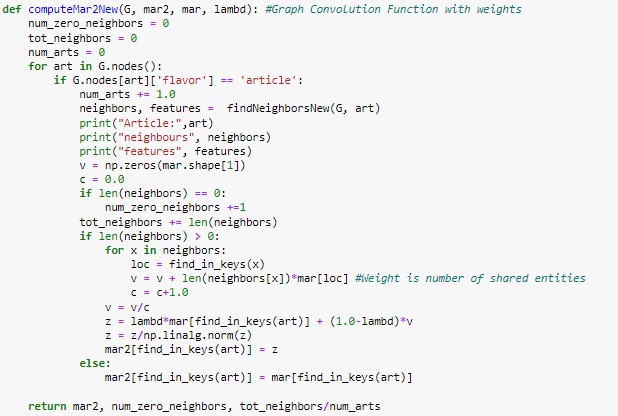 def computeMar2New(G, mar2, mar, lambd): #Graph Convolution Function with weights
    num_zero_neighbors = 0
    tot_neighbors = 0
    num_arts = 0
    for art in G.nodes():
        if G.nodes[art]['flavor'] == 'article':
            num_arts += 1.0
            neighbors, features =  findNeighborsNew(G, art)
            print("Article:",art)
            print("neighbours", neighbors)
            print("features", features)
            v = np.zeros(mar.shape[1])
            c = 0.0
            if len(neighbors) == 0:
                num_zero_neighbors +=1
            tot_neighbors += len(neighbors)
            if len(neighbors) > 0:
                for x in neighbors:
                    loc = find_in_keys(x)
                    v = v + len(neighbors[x])*mar[loc] #Weight is number of shared entities
                    c = c+1.0
                v = v/c
                z = lambd*mar[find_in_keys(art)] + (1.0-lambd)*v
                z = z/np.linalg.norm(z)
                mar2[find_in_keys(art)] = z
            else:
                mar2[find_in_keys(art)] = mar[find_in_keys(art)]
    return mar2, num_zero_neighbors, tot_neighbors/num_arts